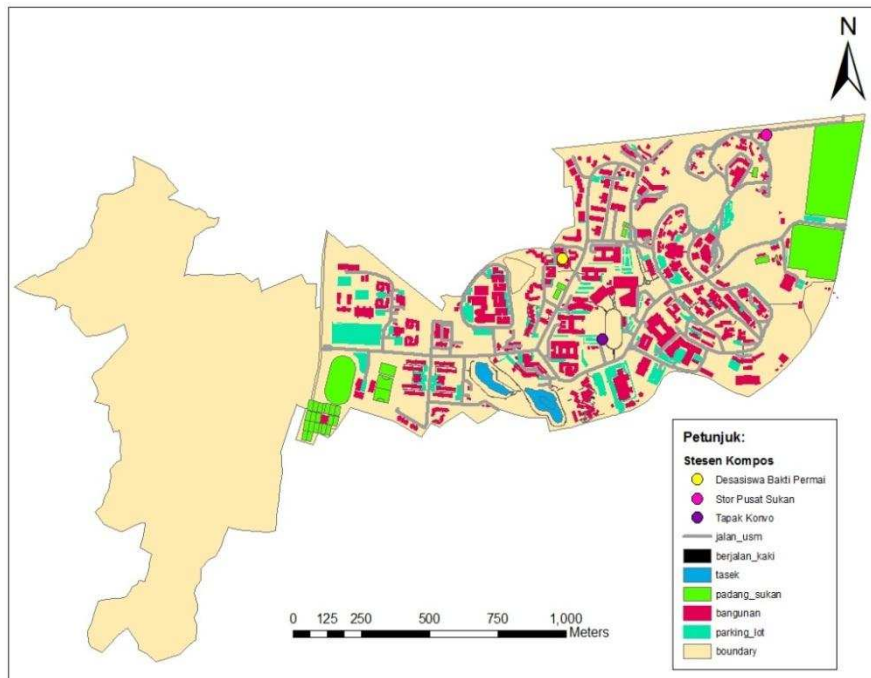 N
Petunjuk:
Stesen Kompos
Desasiswa Bakti Permai
Stor Pusat Sukan
Tapak Konvo
jalan_usm
berjalan_kaki
tasek
padang_sukan
bangunan
parking_lot
boundary
0 125 250 500 750 1,000
Meters